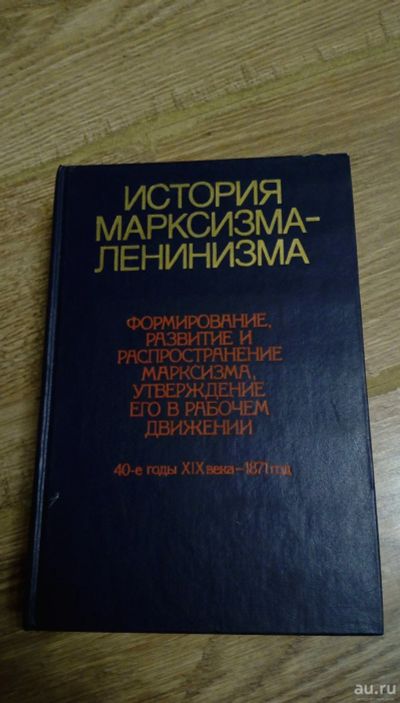 ИСТОРИЯ
МАРКСИЗМА-
ЛЕНИНИЗМА
ФОРМИРОВАНИЕ,
РАЗВИТИЕ И
РАСПРОСТРАНЕНИЕ
МАРКСИЗМА,
УТВЕРЖДЕНИЕ
ЕГО В РАБОЧЕМ
ДВИЖЕНИИ
40-е годы XIX века-1871 год
au.ru